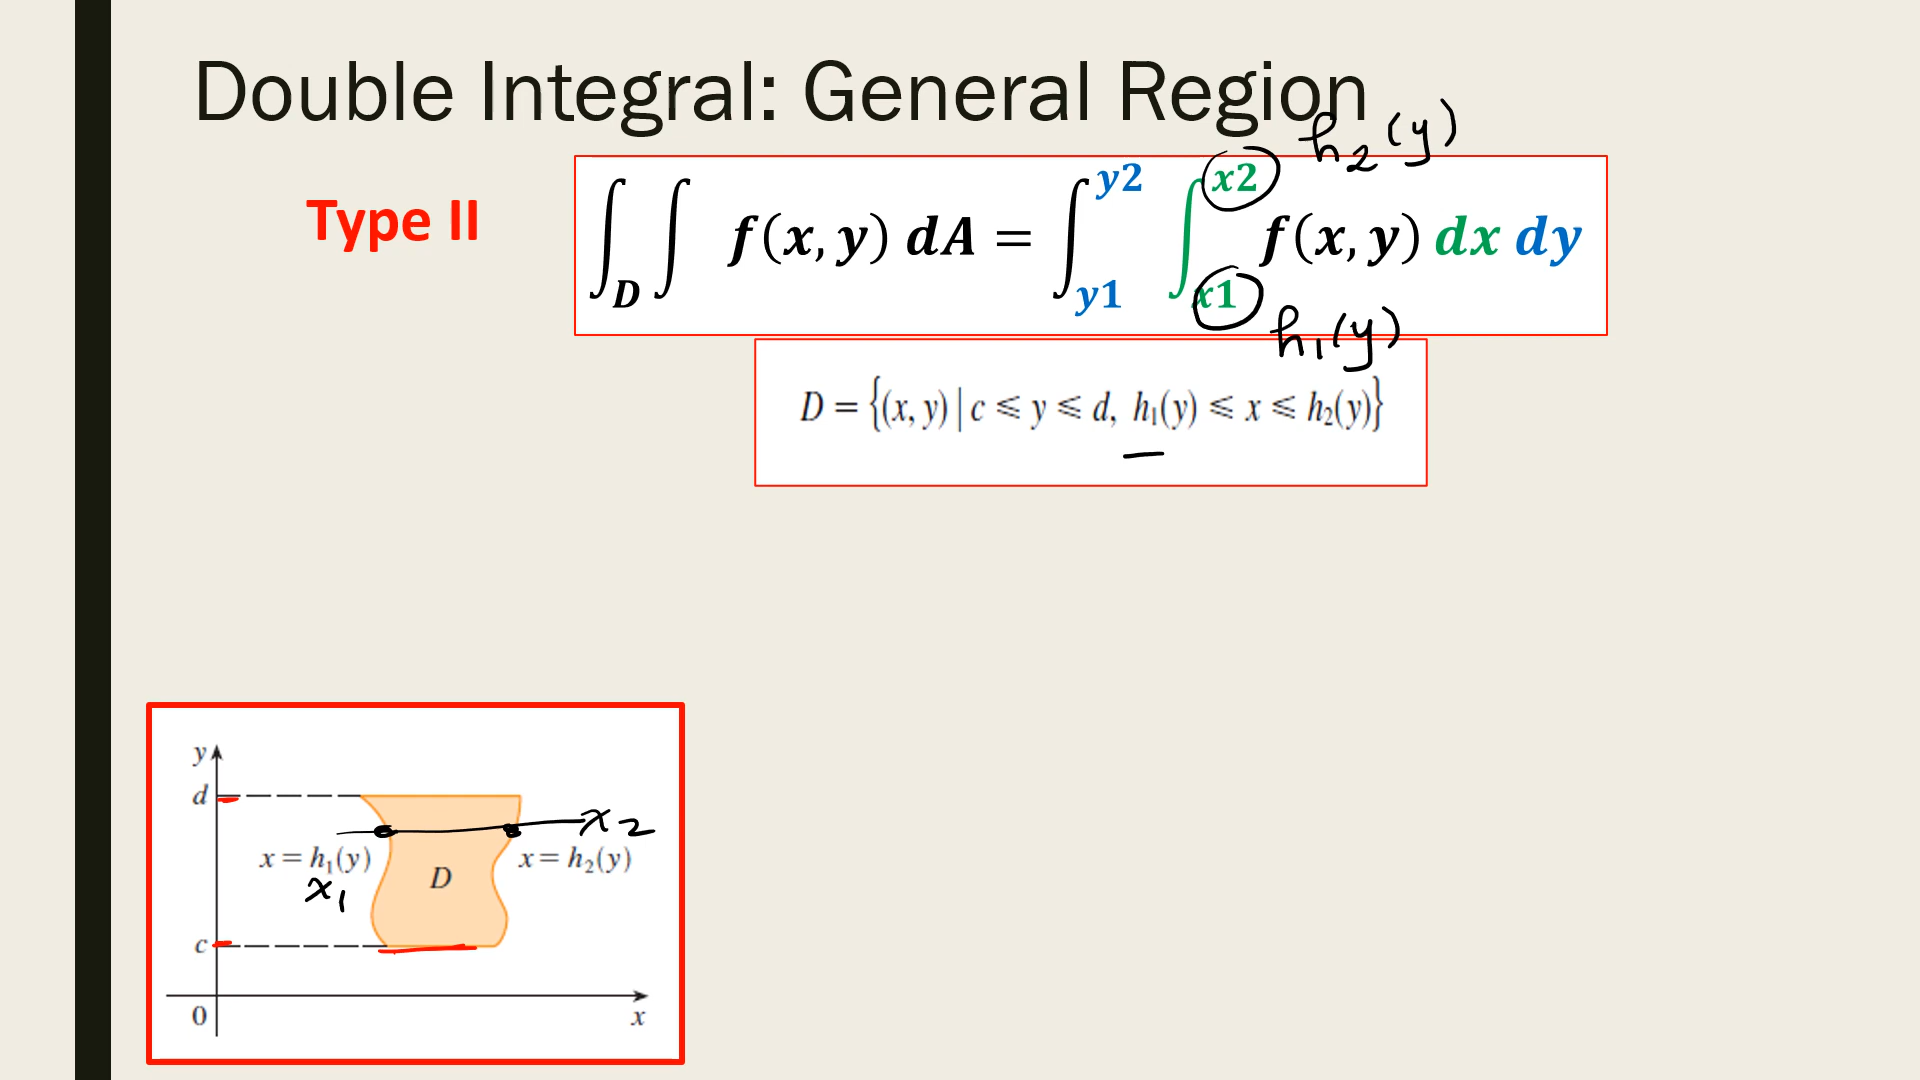 Double Integral: General Region
h₂(y)
Type II
∫_D ∫ f(x, y) dA = ∫_{y1}^{y2} ∫_{x1}^{x2} f(x, y) dx dy
h₁(y)
D = {(x, y) | c ⩽ y ⩽ d, h₁(y) ⩽ x ⩽ h₂(y)}
y
d
x₂
x = h₁(y)
x = h₂(y)
x₁
D
c
0
x